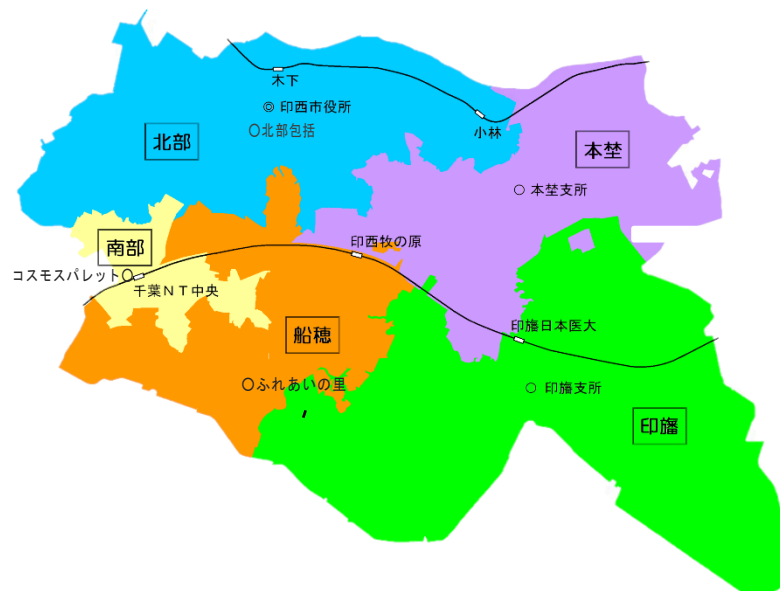 木下
◎ 印西市役所
○北部包括
小林
北部
本埜
○ 本埜支所
南部
印西牧の原
コスモスパレット○
千葉NT中央
船穂
印旛日本医大
○ふれあいの里
○ 印旛支所
印旛